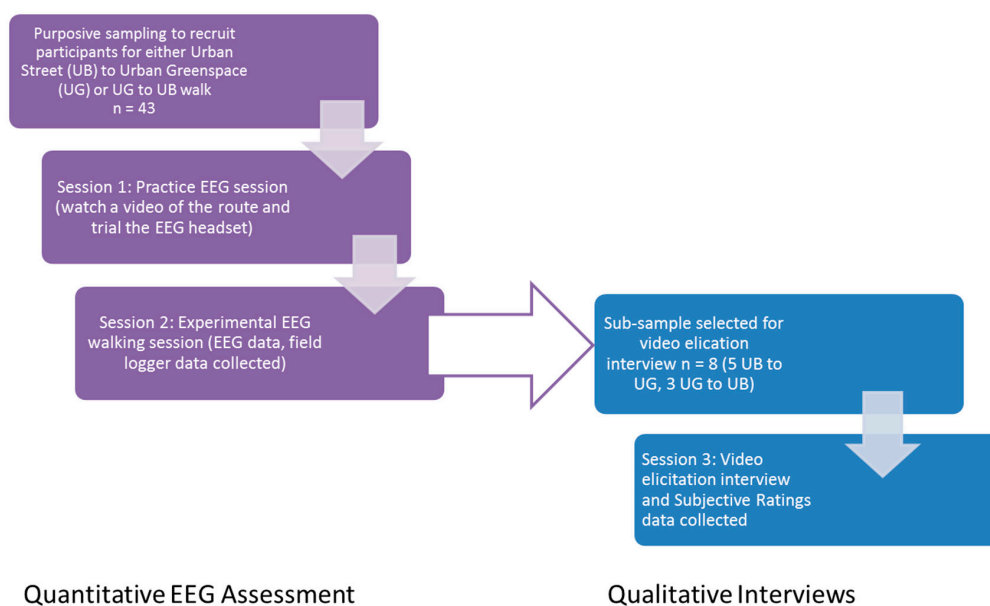 Purposive sampling to recruit
participants for either Urban
Street (UB) to Urban Greenspace
(UG) or UG to UB walk
n = 43
Session 1: Practice EEG session
(watch a video of the route and
trial the EEG headset)
Session 2: Experimental EEG
walking session (EEG data, field
logger data collected)
Sub-sample selected for
video elication
interview n = 8 (5 UB to
UG, 3 UG to UB)
Session 3: Video
elicitation interview
and Subjective Ratings
data collected
Quantitative EEG Assessment
Qualitative Interviews